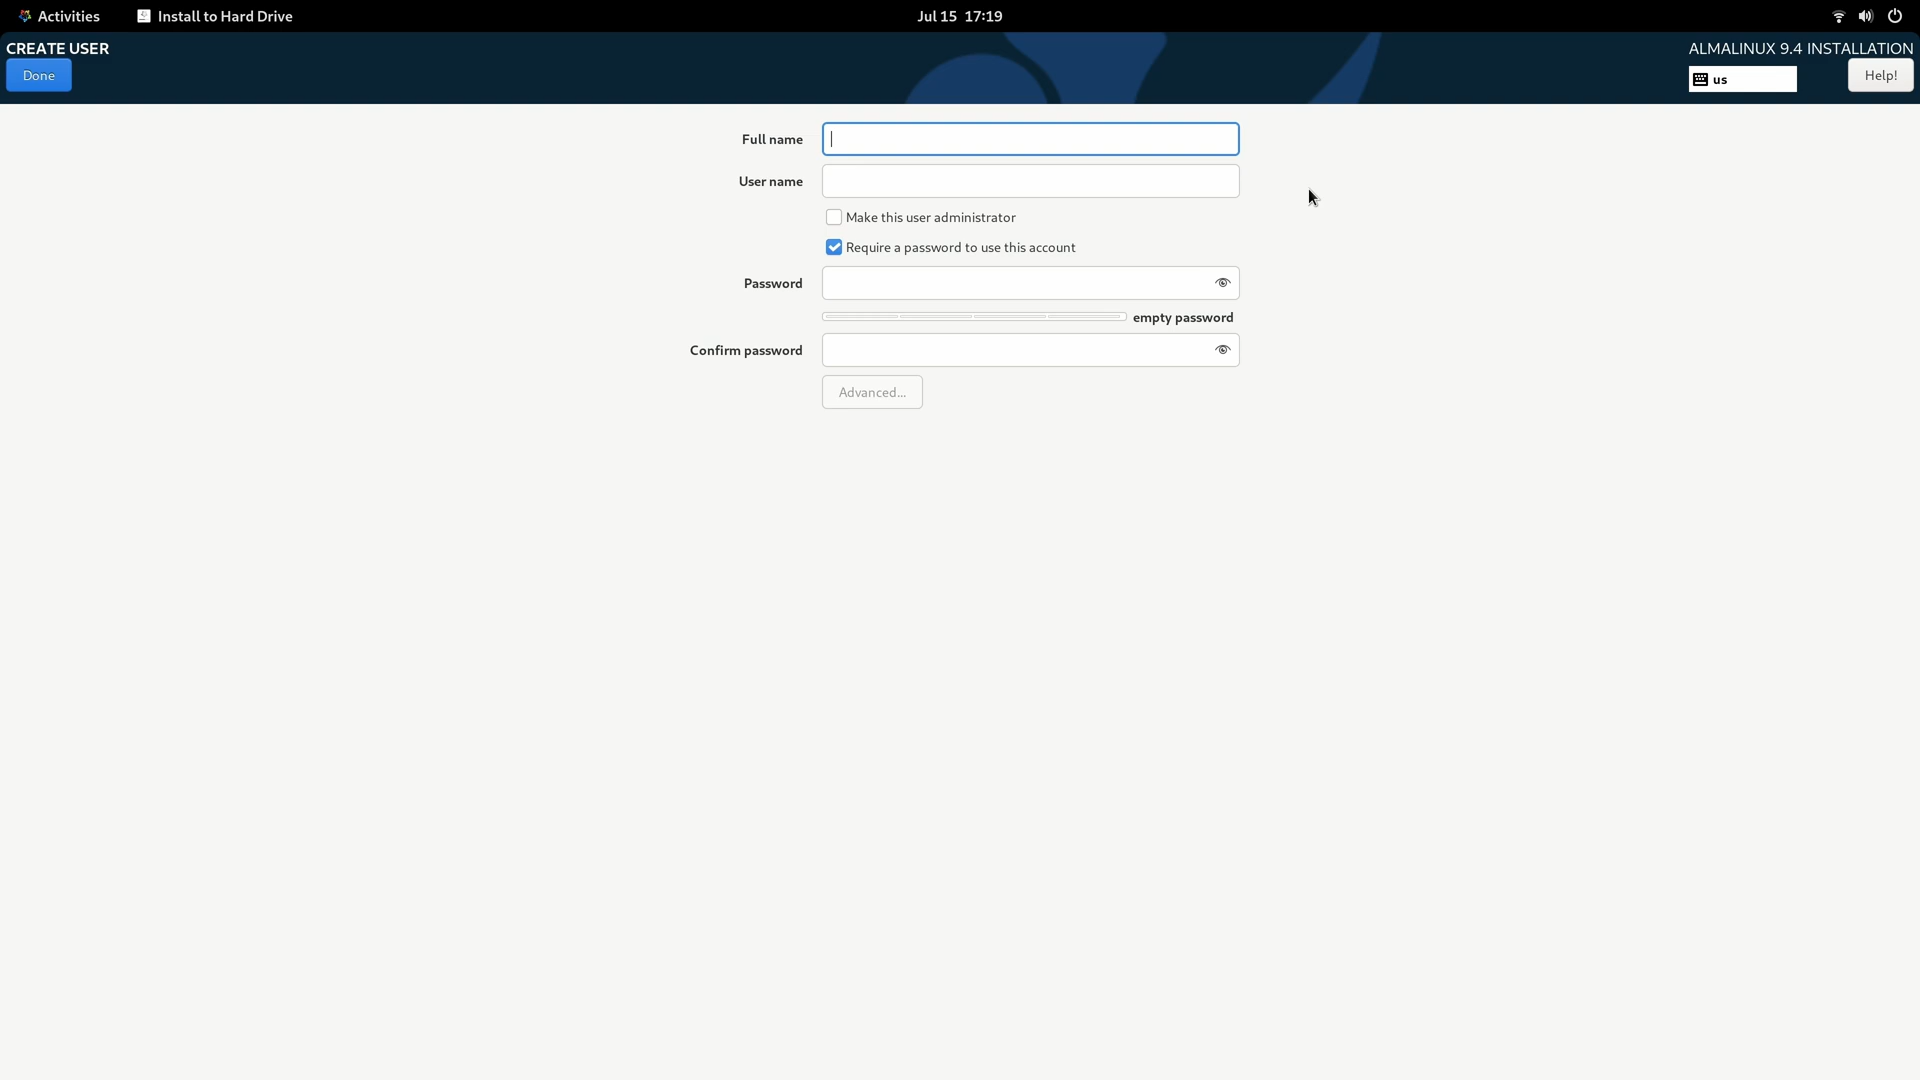 Activities
Install to Hard Drive
Jul 15 17:19
CREATE USER
ALMALINUX 9.4 INSTALLATION
Done
us
Help!
Full name
User name
Make this user administrator
Require a password to use this account
Password
empty password
Confirm password
Advanced...